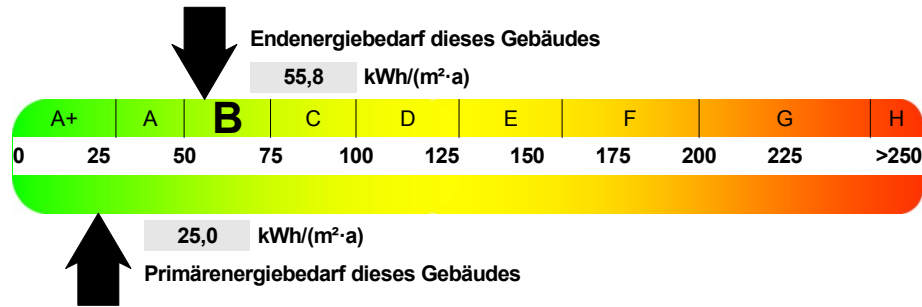 Endenergiebedarf dieses Gebäudes
55,8 kWh/(m²·a)
A+ A B C D E F G H
0 25 50 75 100 125 150 175 200 225 >250
25,0 kWh/(m²·a)
Primärenergiebedarf dieses Gebäudes